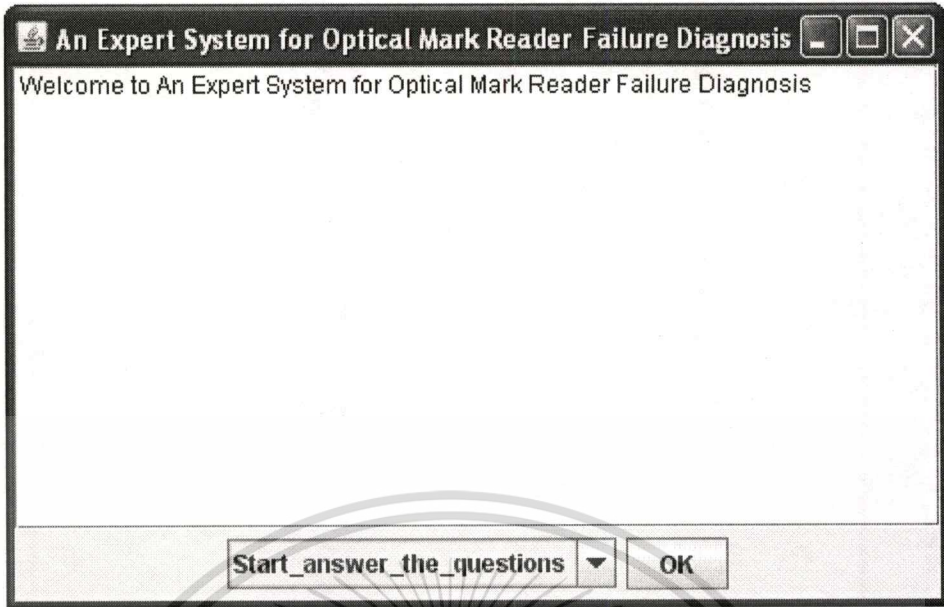 An Expert System for Optical Mark Reader Failure Diagnosis
Welcome to An Expert System for Optical Mark Reader Failure Diagnosis
Start_answer_the_questions
OK